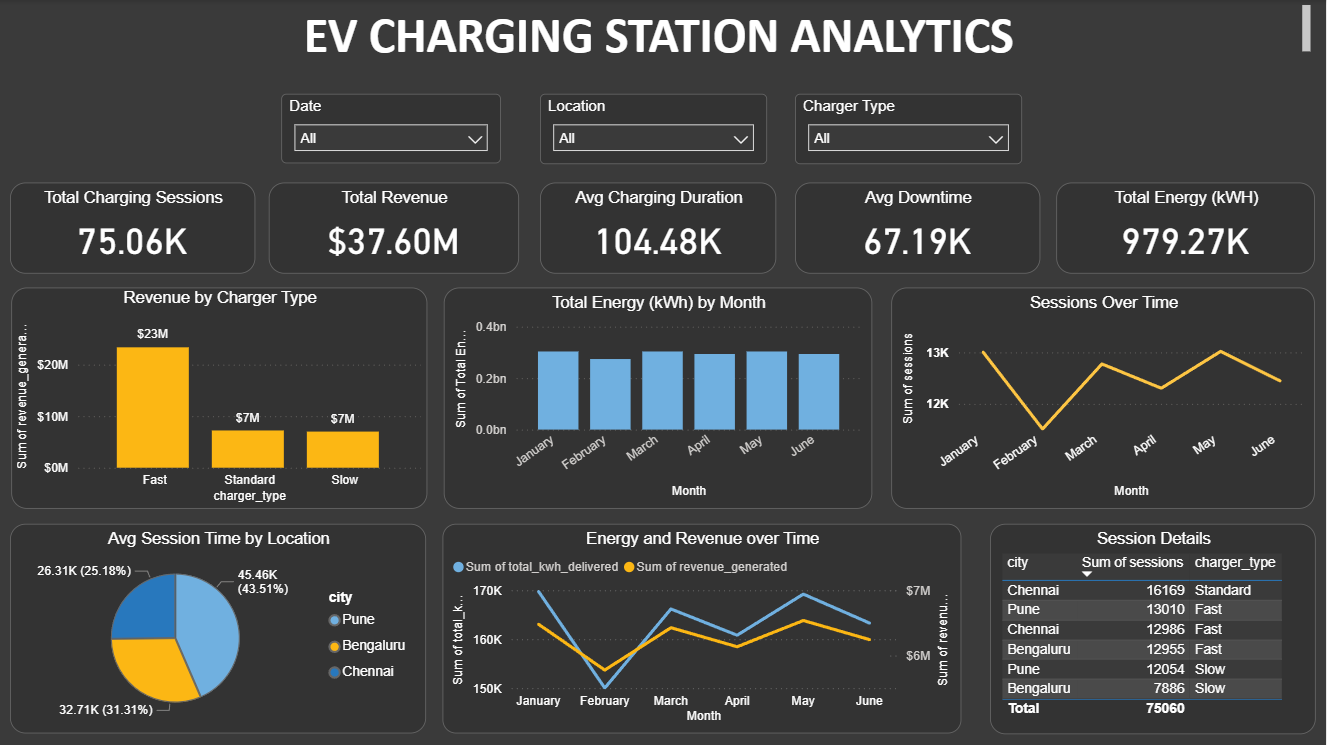 EV CHARGING STATION ANALYTICS
Date
All
Location
All
Charger Type
All
Total Charging Sessions
75.06K
Total Revenue
$37.60M
Avg Charging Duration
104.48K
Avg Downtime
67.19K
Total Energy (kWH)
979.27K
Revenue by Charger Type
Sum of revenue_genera...
$20M
$10M
$0M
$23M
$7M
$7M
Fast
Standard
Slow
charger_type
Total Energy (kWh) by Month
Sum of Total En...
0.4bn
0.2bn
0.0bn
January
February
March
April
May
June
Month
Sessions Over Time
Sum of sessions
13K
12K
January
February
March
April
May
June
Month
Avg Session Time by Location
26.31K (25.18%)
45.46K
(43.51%)
32.71K (31.31%)
city
Pune
Bengaluru
Chennai
Energy and Revenue over Time
Sum of total_kwh_delivered
Sum of revenue_generated
Sum of total_k...
170K
160K
150K
$7M
$6M
Sum of revenu...
January
February
March
April
May
June
Month
Session Details
city Sum of sessions charger_type
Chennai 16169 Standard
Pune 13010 Fast
Chennai 12986 Fast
Bengaluru 12955 Fast
Pune 12054 Slow
Bengaluru 7886 Slow
Total 75060